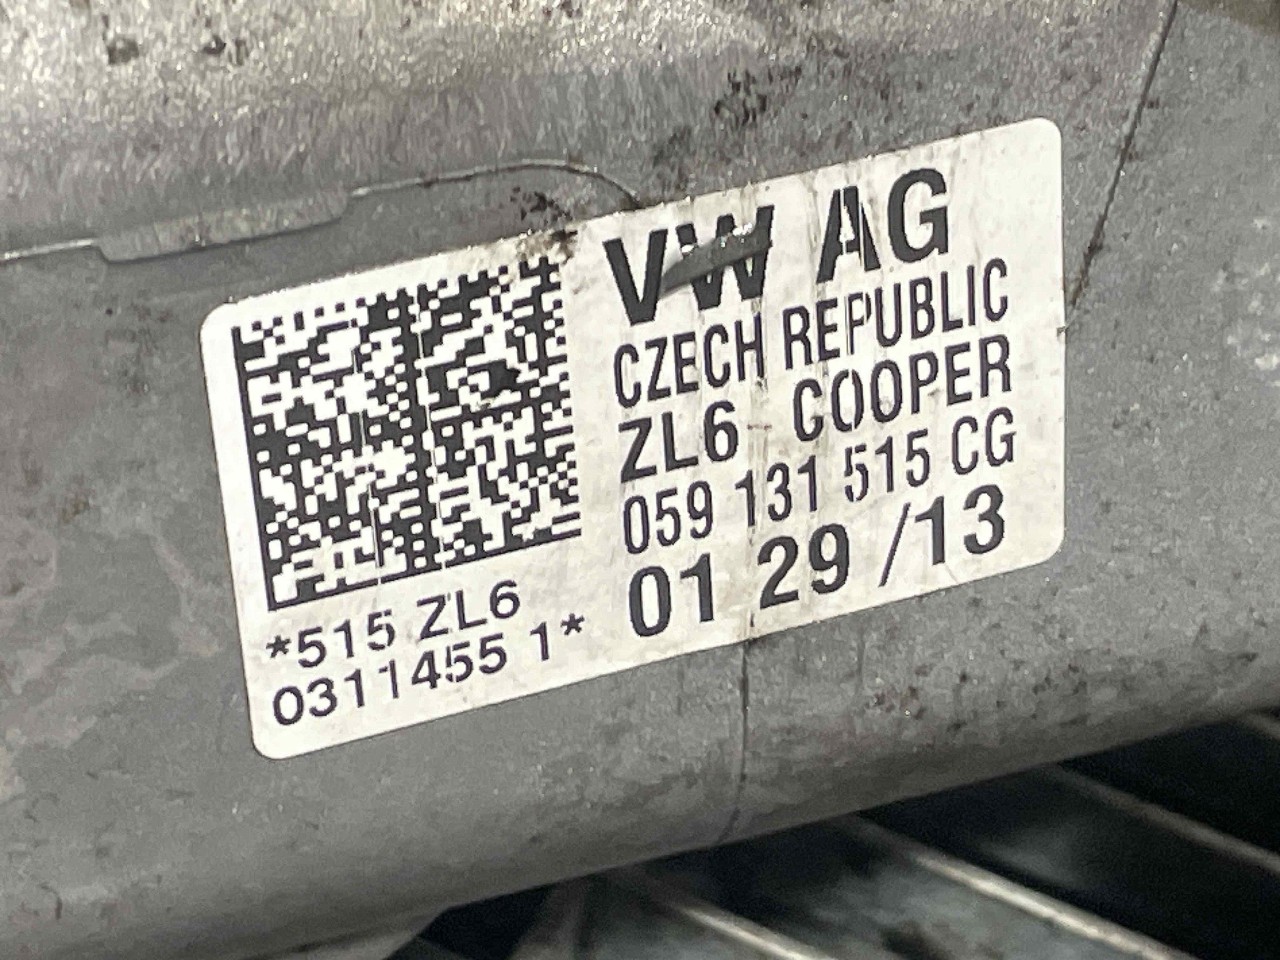 VW AG
CZECH REPUBLIC
ZL6 COOPER
059 131 515 CG
01 29 /13
*515 ZL6
0311455 1*